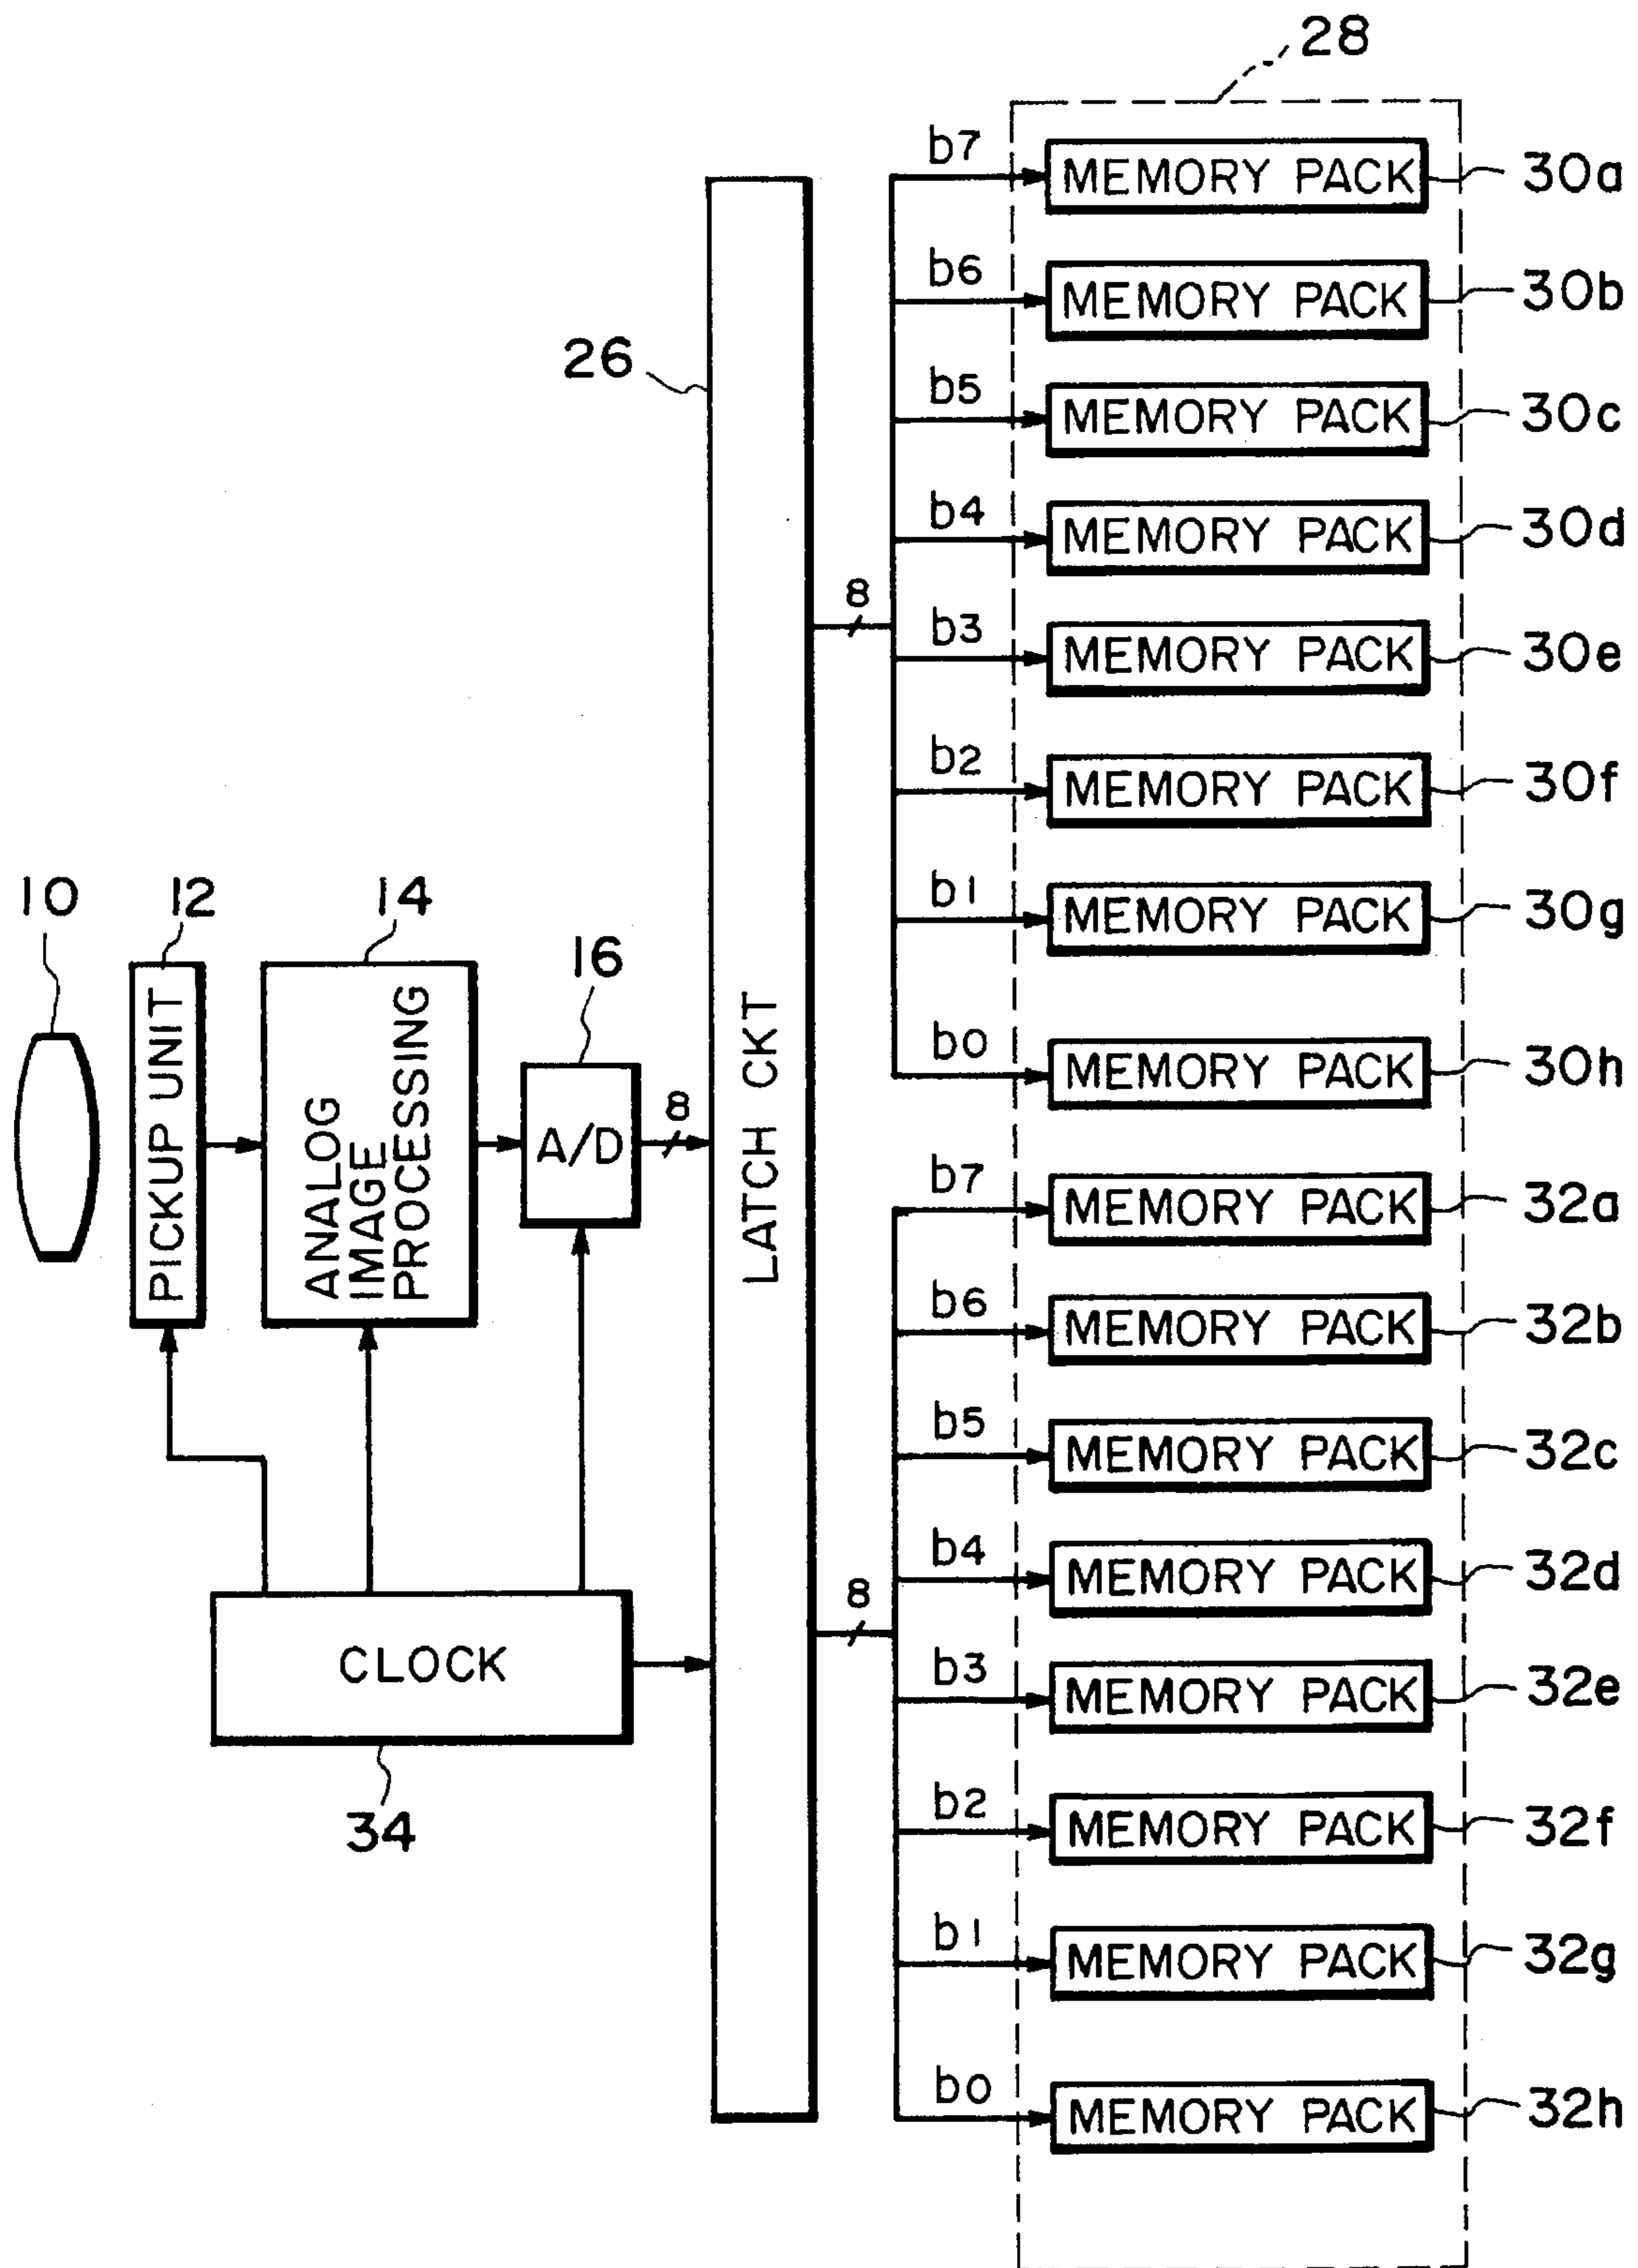 28
b7
MEMORY PACK
30a
b6
MEMORY PACK
30b
26
b5
MEMORY PACK
30c
b4
MEMORY PACK
30d
8
b3
MEMORY PACK
30e
b2
MEMORY PACK
30f
b1
MEMORY PACK
30g
b0
MEMORY PACK
30h
10
12
14
16
PICKUP UNIT
ANALOG
IMAGE
PROCESSING
A/D
8
LATCH CKT
b7
MEMORY PACK
32a
b6
MEMORY PACK
32b
b5
MEMORY PACK
32c
b4
MEMORY PACK
32d
8
b3
MEMORY PACK
32e
CLOCK
34
b2
MEMORY PACK
32f
b1
MEMORY PACK
32g
b0
MEMORY PACK
32h